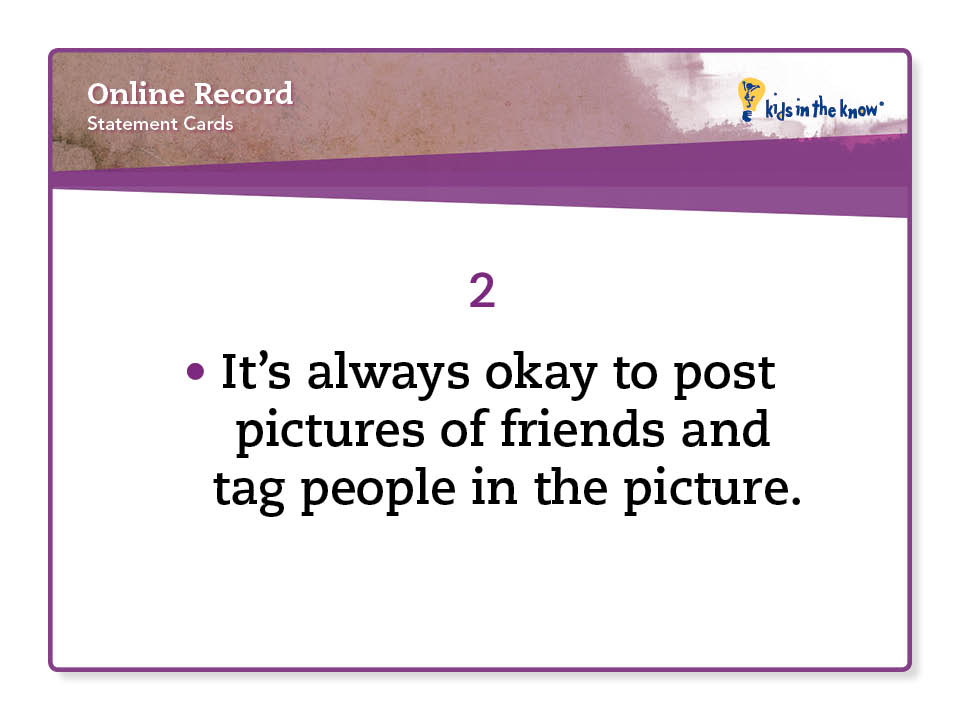 Online Record
Statement Cards
kids in the know
2
• It’s always okay to post
pictures of friends and
tag people in the picture.